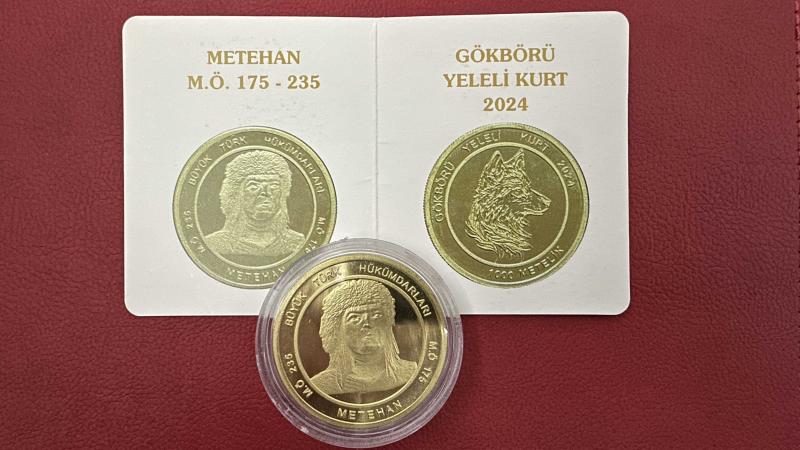 METEHAN
M.Ö. 175 - 235
M.Ö 235 BÜYÜK TÜRK HÜKÜMDARLARI M.Ö 175
METEHAN
GÖKBÖRÜ
YELELİ KURT
2024
GÖKBÖRÜ YELELİ KURT 2024
1000 METELİK
M.Ö 235 BÜYÜK TÜRK HÜKÜMDARLARI M.Ö 175
METEHAN